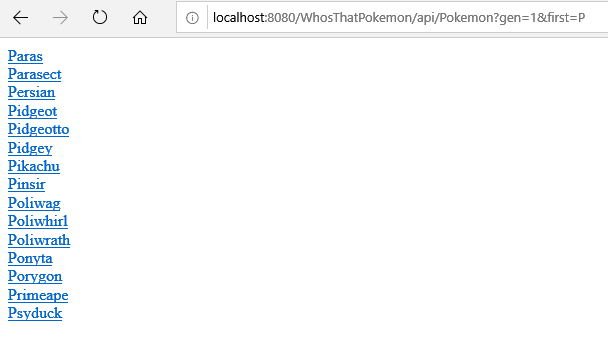 localhost:8080/WhosThatPokemon/api/Pokemon?gen=1&first=P
Paras
Parasect
Persian
Pidgeot
Pidgeotto
Pidgey
Pikachu
Pinsir
Poliwag
Poliwhirl
Poliwrath
Ponyta
Porygon
Primeape
Psyduck